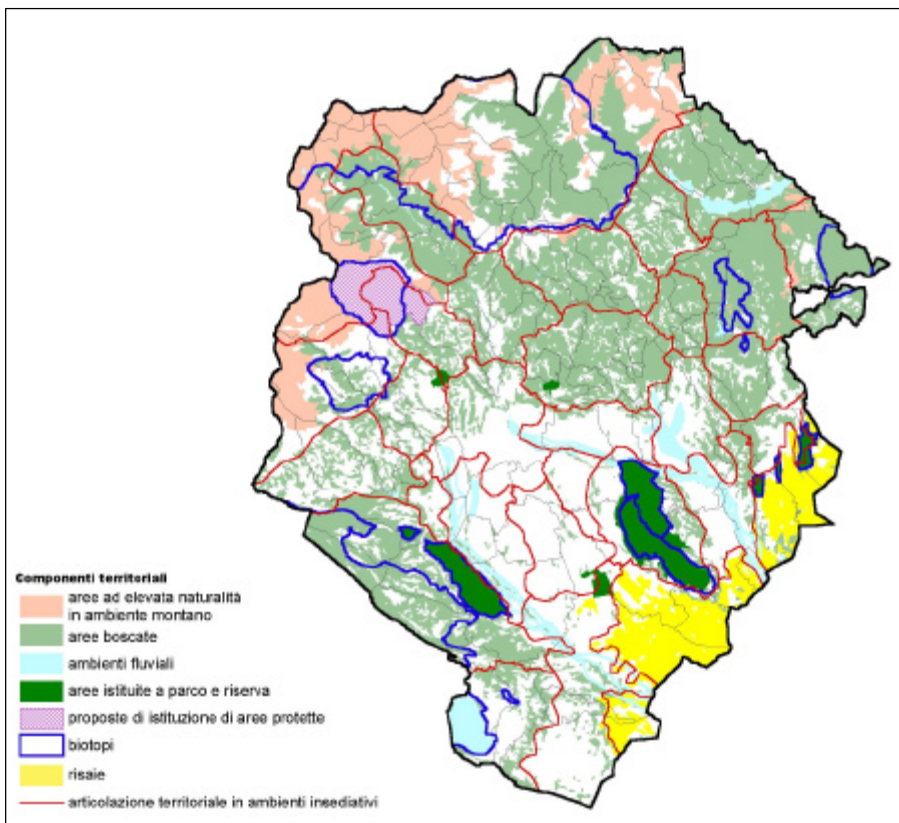 Componenti territoriali
aree ad elevata naturalità
in ambiente montano
aree boscate
ambienti fluviali
aree istituite a parco e riserva
proposte di istituzione di aree protette
biotopi
risaie
articolazione territoriale in ambienti insediativi